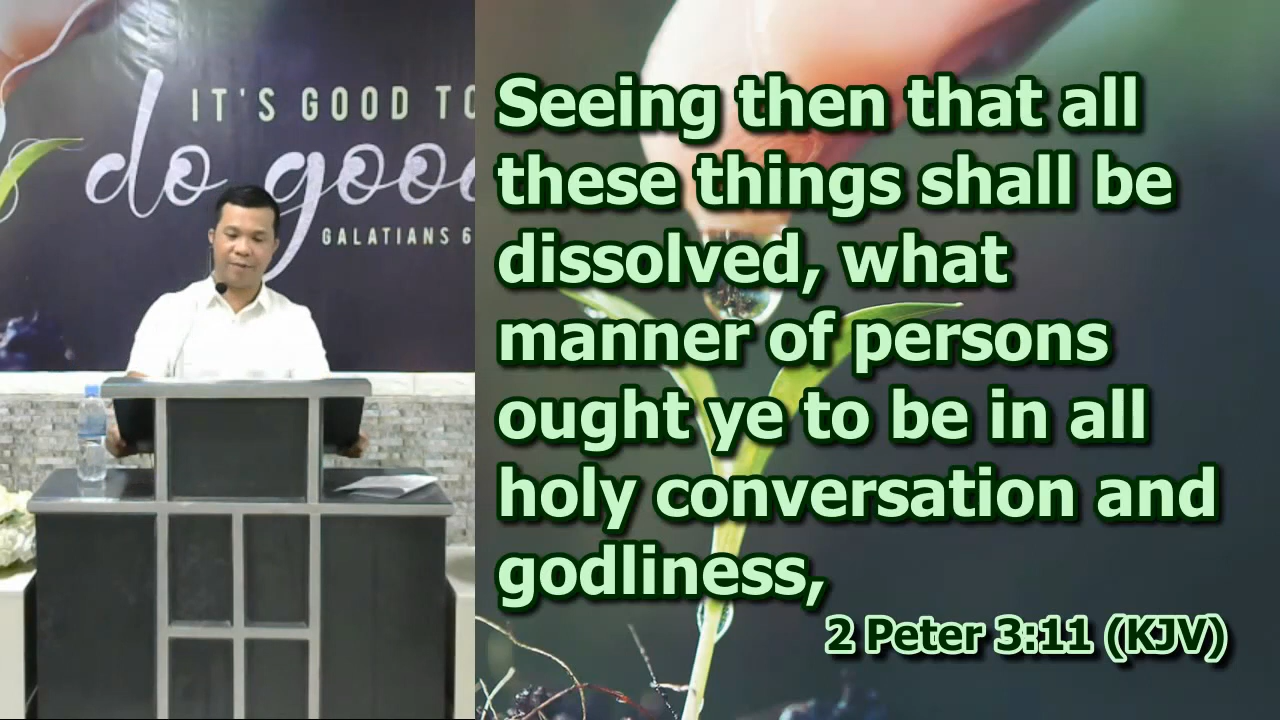 IT'S GOOD TO
do good
GALATIANS 6
Seeing then that all
these things shall be
dissolved, what
manner of persons
ought ye to be in all
holy conversation and
godliness,
2 Peter 3:11 (KJV)